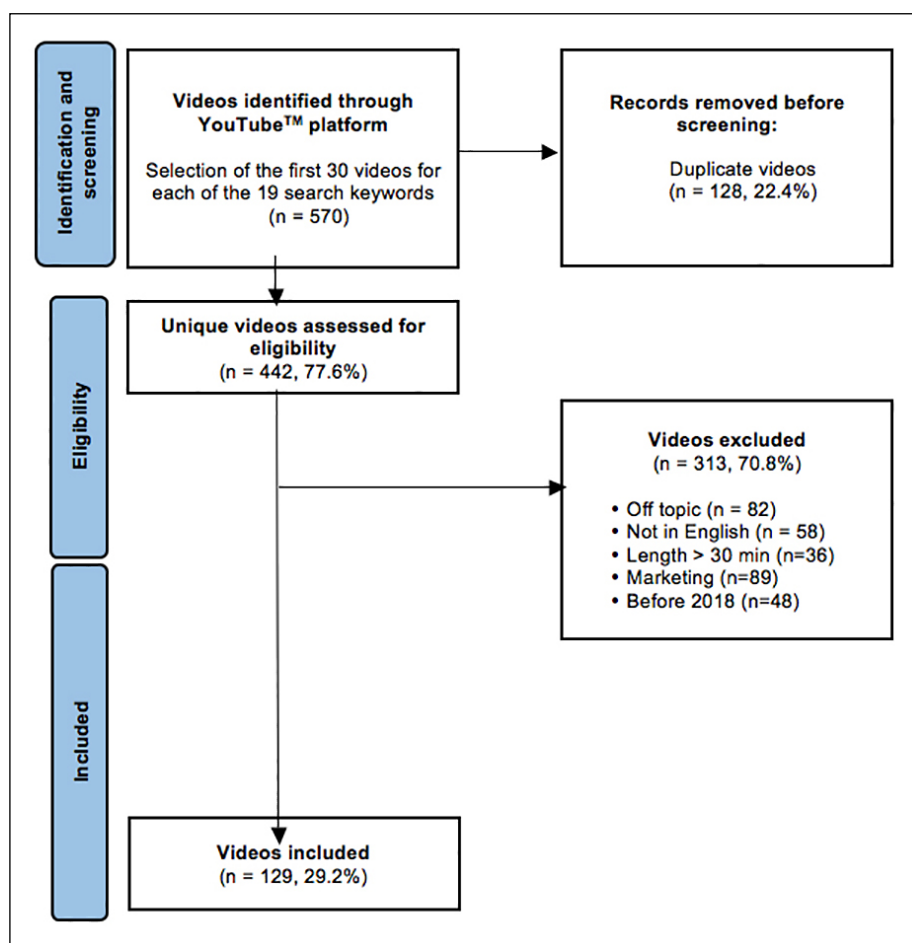 Identification and
screening
Videos identified through
YouTube™ platform
Selection of the first 30 videos for
each of the 19 search keywords
(n = 570)
Records removed before
screening:
Duplicate videos
(n = 128, 22.4%)
Eligibility
Unique videos assessed for
eligibility
(n = 442, 77.6%)
Videos excluded
(n = 313, 70.8%)
• Off topic (n = 82)
• Not in English (n = 58)
• Length > 30 min (n=36)
• Marketing (n=89)
• Before 2018 (n=48)
Included
Videos included
(n = 129, 29.2%)